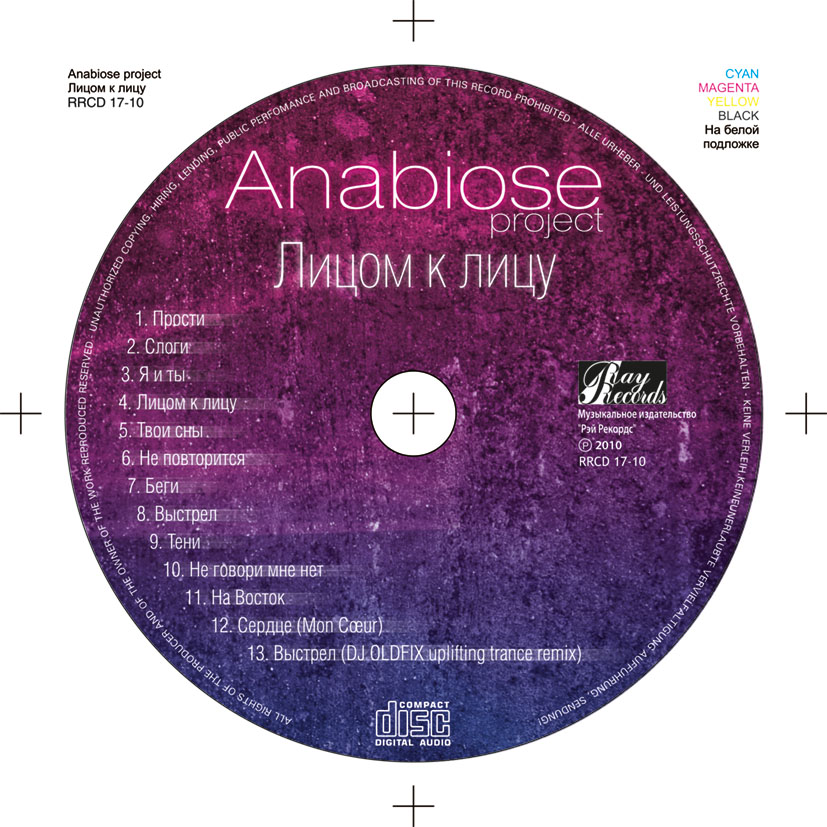 Anabiose project
Лицом к лицу
RRCD 17-10
CYAN
MAGENTA
YELLOW
BLACK
На белой
подложке
ALL RIGHTS OF THE PRODUCER AND OF THE OWNER OF THE WORK REPRODUCED RESERVED · UNAUTHORIZED COPYING, HIRING, LENDING, PUBLIC PERFOMANCE AND BROADCASTING OF THIS RECORD PROHIBITED · ALLE URHEBER - UND LEISTUNGSSCHUTZRECHTE VORBEHALTEN · KEINE VERLEIH,KEINEUNERLAUBTE VERVIELFALTIGUNG AUFFUHRUNG, SENDUNG!
Anabiose
project
Лицом к лицу
1. Прости
2. Слоги
3. Я и ты
4. Лицом к лицу
5. Твои сны
6. Не повторится
7. Беги
8. Выстрел
9. Тени
10. Не говори мне нет
11. На Восток
12. Сердце (Mon Cœur)
13. Выстрел (DJ OLDFIX uplifting trance remix)
Ray
Records
Музыкальное издательство
"Рэй Рекордс"
Ⓟ 2010
RRCD 17-10
COMPACT
disc
DIGITAL AUDIO